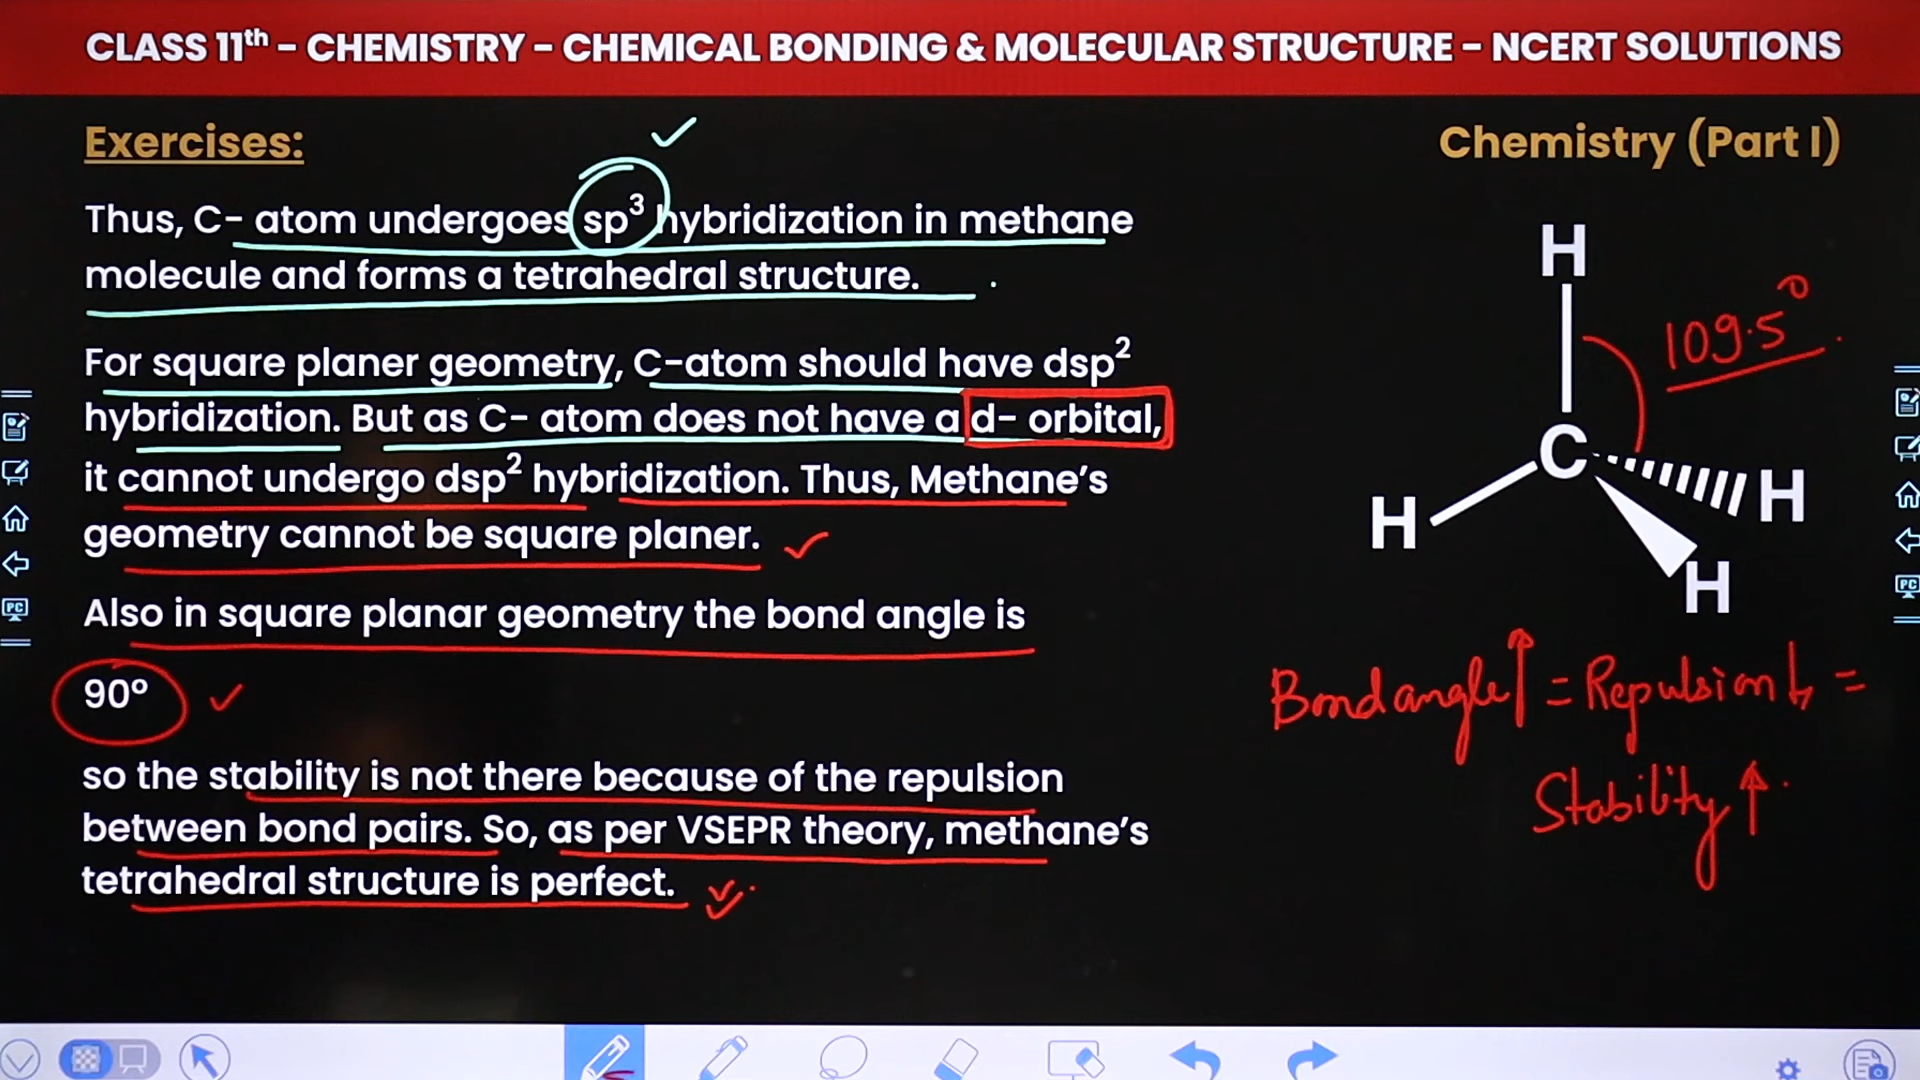 CLASS 11th - CHEMISTRY - CHEMICAL BONDING & MOLECULAR STRUCTURE - NCERT SOLUTIONS
Exercises:
Chemistry (Part I)
Thus, C- atom undergoes sp³ hybridization in methane
molecule and forms a tetrahedral structure.
For square planer geometry, C-atom should have dsp²
hybridization. But as C- atom does not have a d- orbital,
it cannot undergo dsp² hybridization. Thus, Methane's
geometry cannot be square planer.
Also in square planar geometry the bond angle is
90º
so the stability is not there because of the repulsion
between bond pairs. So, as per VSEPR theory, methane's
tetrahedral structure is perfect.
H
109.5°
C
H
H
H
Bond angle↑ = Repulsion↓ =
Stability↑
PC
PC